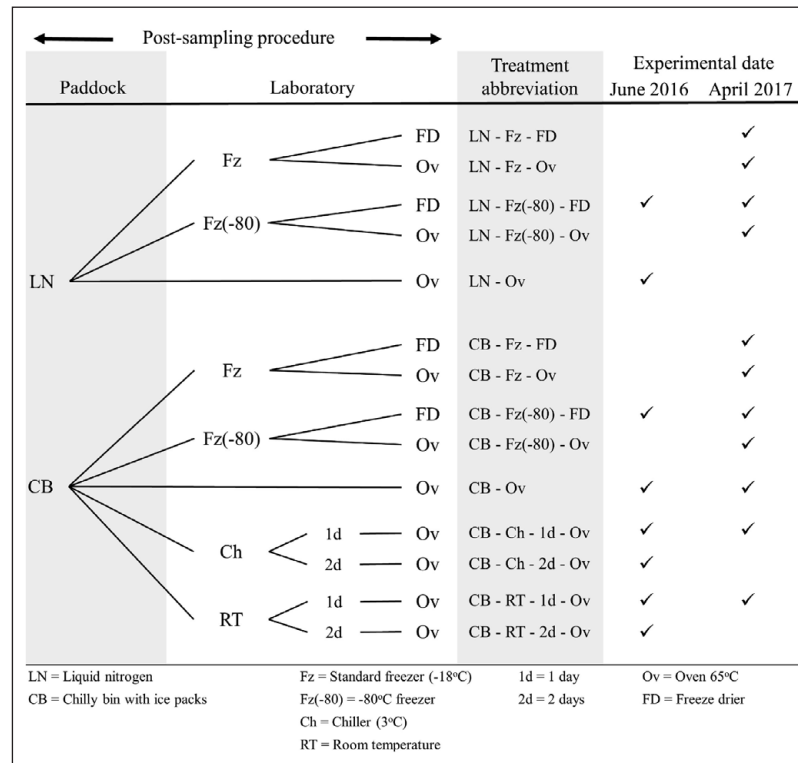 Post-sampling procedure
Treatment abbreviation Experimental date
Paddock Laboratory June 2016 April 2017
FD LN - Fz - FD ✓
Fz
Ov LN - Fz - Ov ✓
FD LN - Fz(-80) - FD ✓ ✓
Fz(-80)
Ov LN - Fz(-80) - Ov ✓
LN Ov LN - Ov ✓
FD CB - Fz - FD ✓
Fz
Ov CB - Fz - Ov ✓
FD CB - Fz(-80) - FD ✓ ✓
Fz(-80)
Ov CB - Fz(-80) - Ov ✓
CB Ov CB - Ov ✓ ✓
1d Ov CB - Ch - 1d - Ov ✓ ✓
Ch
2d Ov CB - Ch - 2d - Ov ✓
1d Ov CB - RT - 1d - Ov ✓ ✓
RT
2d Ov CB - RT - 2d - Ov ✓
LN = Liquid nitrogen Fz = Standard freezer (-18ºC) 1d = 1 day Ov = Oven 65ºC
CB = Chilly bin with ice packs Fz(-80) = -80ºC freezer 2d = 2 days FD = Freeze drier
Ch = Chiller (3ºC)
RT = Room temperature